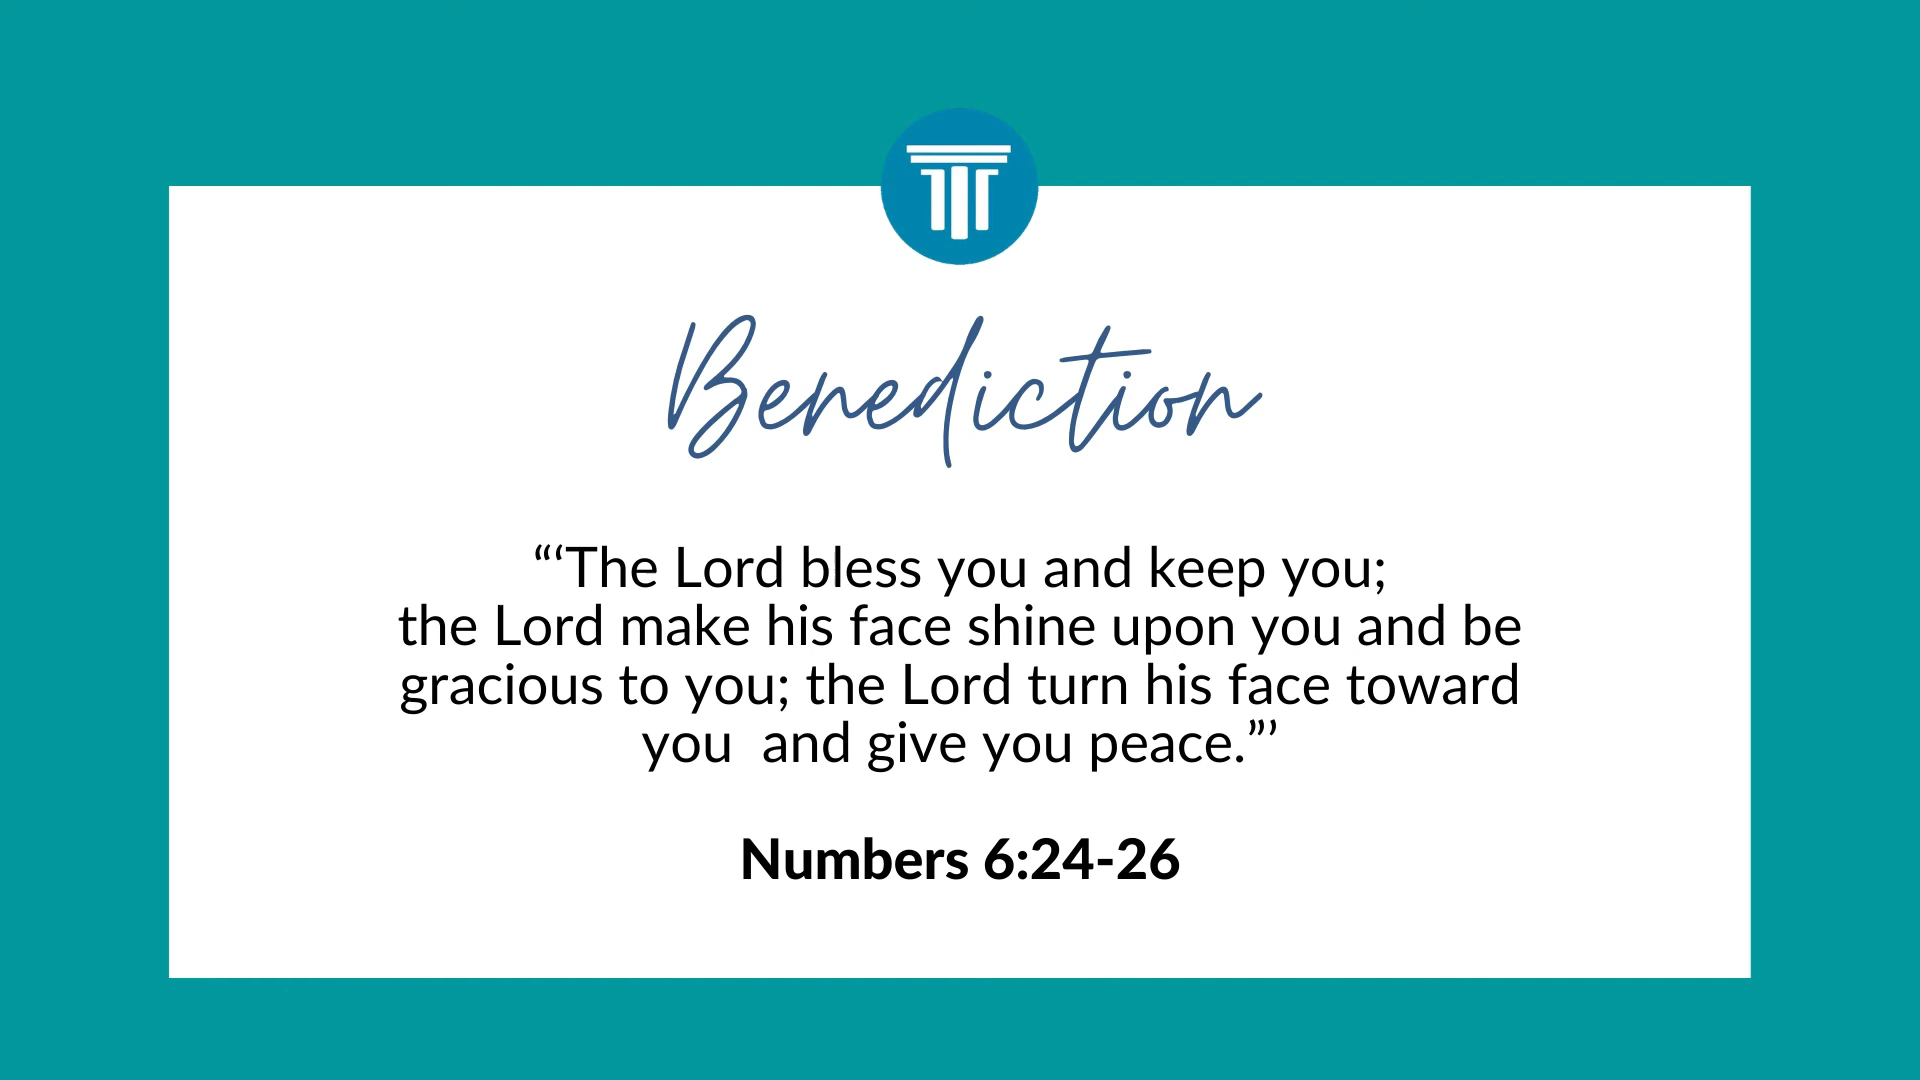 Benediction
“‘The Lord bless you and keep you;
the Lord make his face shine upon you and be
gracious to you; the Lord turn his face toward
you  and give you peace.”’
Numbers 6:24-26